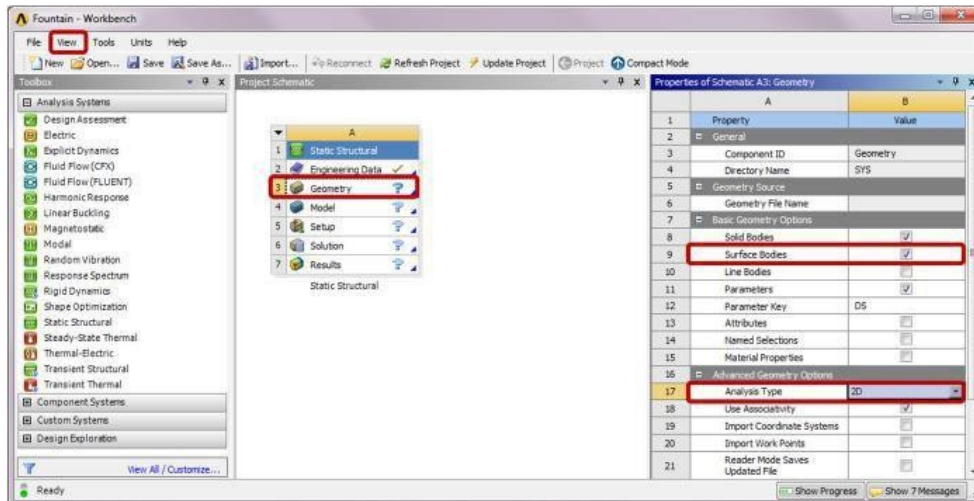 Fountain - Workbench
File View Tools Units Help
New Open... Save Save As... Import... Reconnect Refresh Project Update Project Project Compact Mode
Toolbox
Analysis Systems
Design Assessment
Electric
Explicit Dynamics
Fluid Flow (CFX)
Fluid Flow (FLUENT)
Harmonic Response
Linear Buckling
Magnetostatic
Modal
Random Vibration
Response Spectrum
Rigid Dynamics
Shape Optimization
Static Structural
Steady-State Thermal
Thermal-Electric
Transient Structural
Transient Thermal
Component Systems
Custom Systems
Design Exploration
View All / Customize...
Project Schematic
A
1 Static Structural
2 Engineering Data
3 Geometry ?
4 Model ?
5 Setup ?
6 Solution ?
7 Results ?
Static Structural
Properties of Schematic A3: Geometry
A B
1 Property Value
2 General
3 Component ID Geometry
4 Directory Name SYS
5 Geometry Source
6 Geometry File Name
7 Basic Geometry Options
8 Solid Bodies
9 Surface Bodies
10 Line Bodies
11 Parameters
12 Parameter Key DS
13 Attributes
14 Named Selections
15 Material Properties
16 Advanced Geometry Options
17 Analysis Type 2D
18 Use Associativity
19 Import Coordinate Systems
20 Import Work Points
21 Reader Mode Saves
Updated File
Ready
Show Progress Show 7 Messages